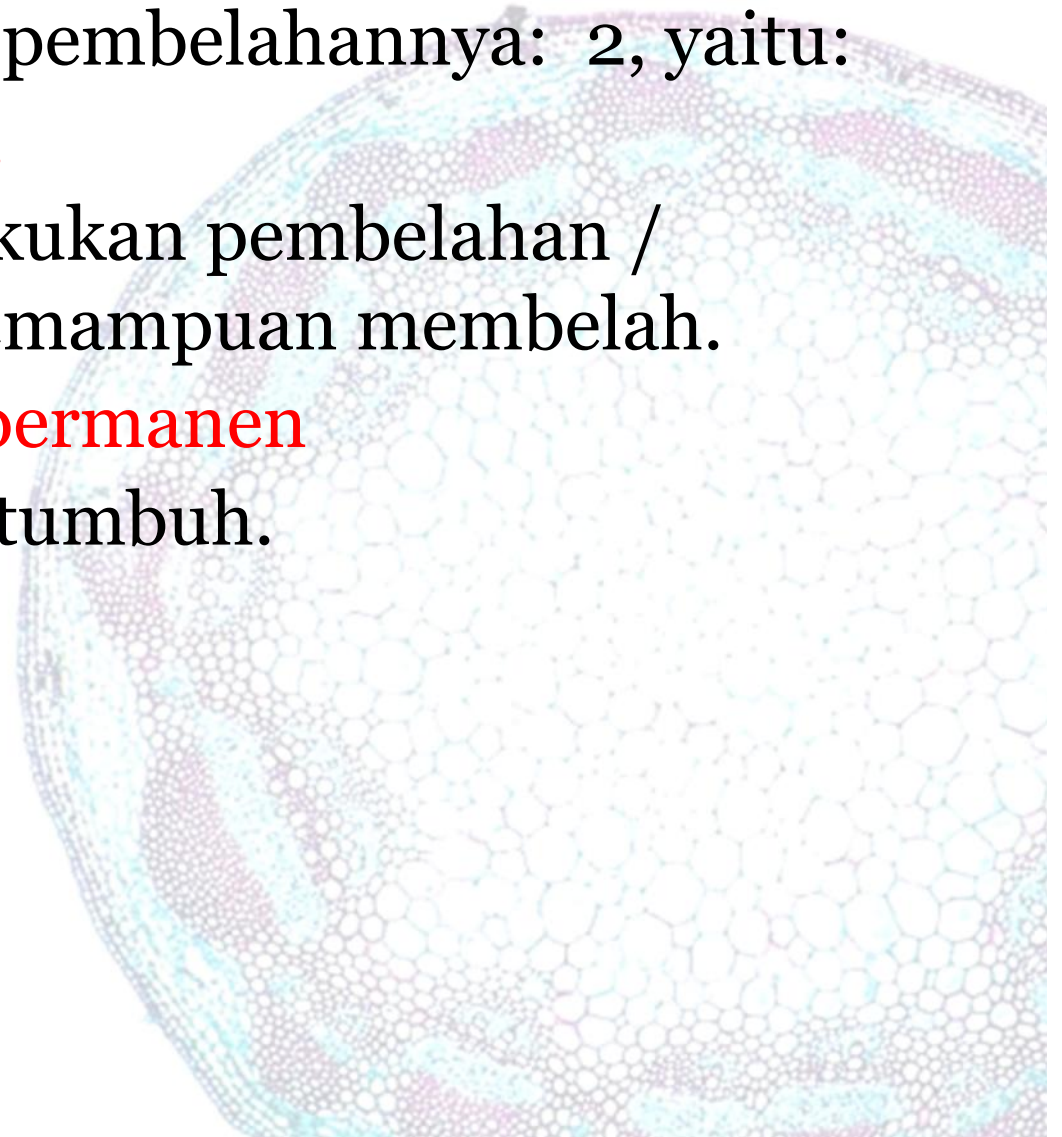 pembelahannya: 2, yaitu:
kukan pembelahan /
mampuan membelah.
permanen
tumbuh.